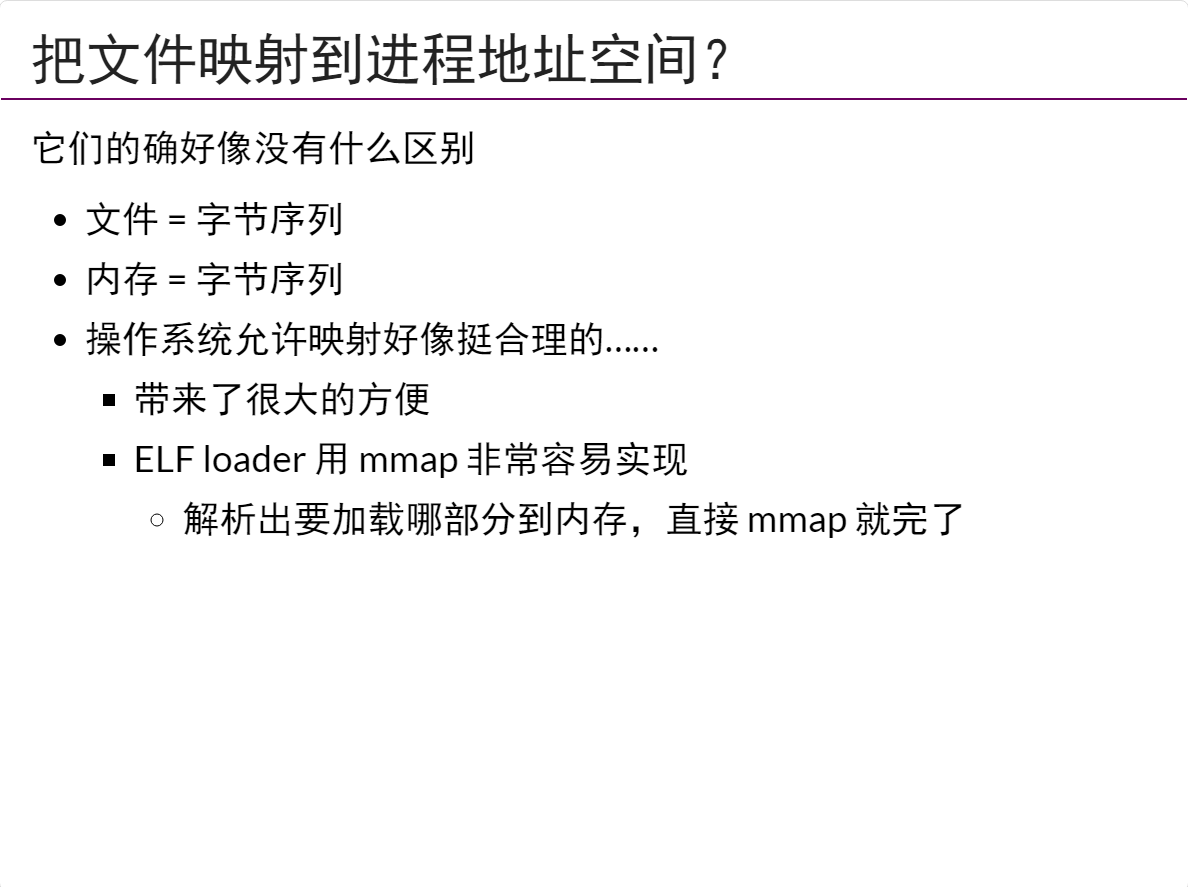 把文件映射到进程地址空间?
它们的确好像没有什么区别
文件 = 字节序列
内存 = 字节序列
操作系统允许映射好像挺合理的……
带来了很大的方便
ELF loader 用 mmap 非常容易实现
解析出要加载哪部分到内存，直接 mmap 就完了